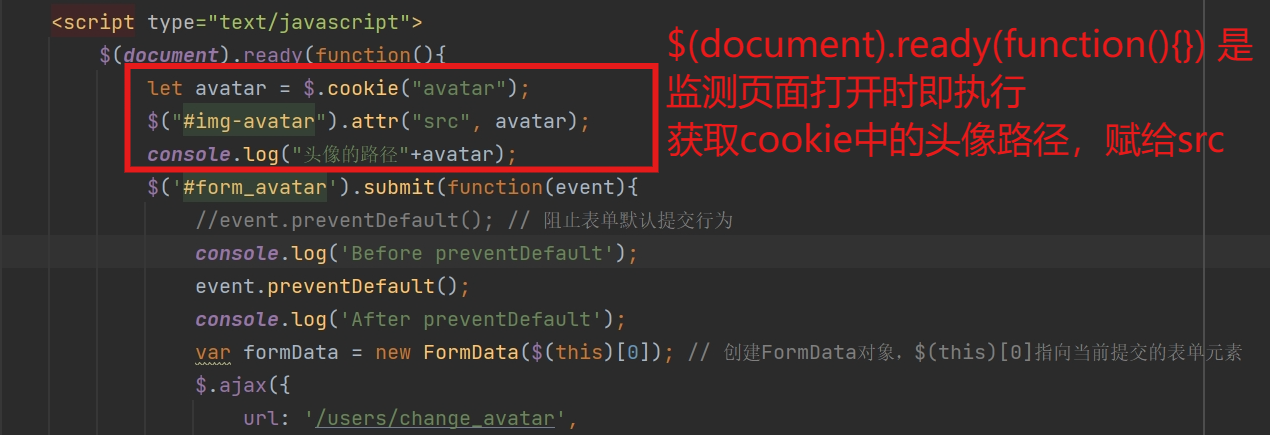 <script type="text/javascript">
$(document).ready(function(){
$(document).ready(function(){}) 是
监测页面打开时即执行
获取cookie中的头像路径，赋给src
let avatar = $.cookie("avatar");
$("#img-avatar").attr("src", avatar);
console.log("头像的路径"+avatar);
$('#form_avatar').submit(function(event){
//event.preventDefault(); // 阻止表单默认提交行为
console.log('Before preventDefault');
event.preventDefault();
console.log('After preventDefault');
var formData = new FormData($(this)[0]); // 创建FormData对象，$(this)[0]指向当前提交的表单元素
$.ajax({
url: '/users/change_avatar',